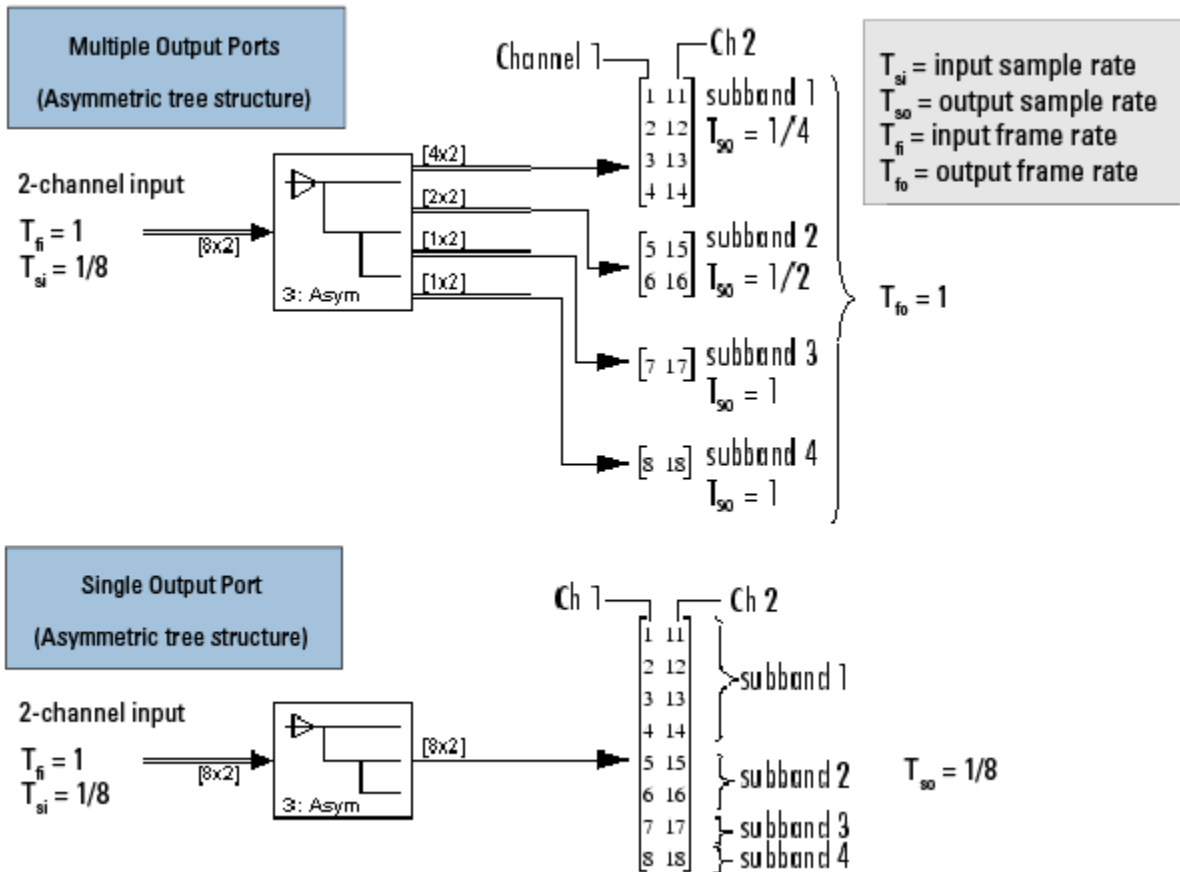 Multiple Output Ports
(Asymmetric tree structure)
Channel 1
Ch 2
T_si = input sample rate
T_so = output sample rate
T_fi = input frame rate
T_fo = output frame rate
2-channel input
T_fi = 1
T_si = 1/8
[8x2]
3: Asym
[4x2]
[2x2]
[1x2]
[1x2]
1 11
2 12
3 13
4 14
subband 1
T_so = 1/4
5 15
6 16
subband 2
T_so = 1/2
7 17
subband 3
T_so = 1
8 18
subband 4
T_so = 1
T_fo = 1
Single Output Port
(Asymmetric tree structure)
Ch 1
Ch 2
2-channel input
T_fi = 1
T_si = 1/8
[8x2]
3: Asym
[8x2]
1 11
2 12
3 13
4 14
5 15
6 16
7 17
8 18
subband 1
subband 2
subband 3
subband 4
T_so = 1/8